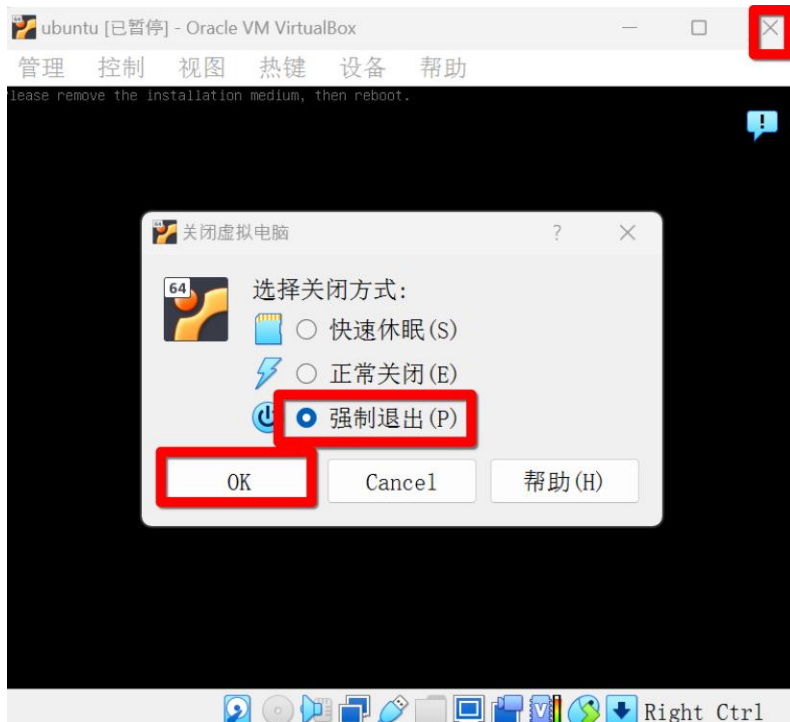 ubuntu [已暂停] - Oracle VM VirtualBox
管理 控制 视图 热键 设备 帮助
lease remove the installation medium, then reboot.
关闭虚拟电脑
64
选择关闭方式:
快速休眠(S)
正常关闭(E)
强制退出(P)
OK Cancel 帮助(H)
Right Ctrl